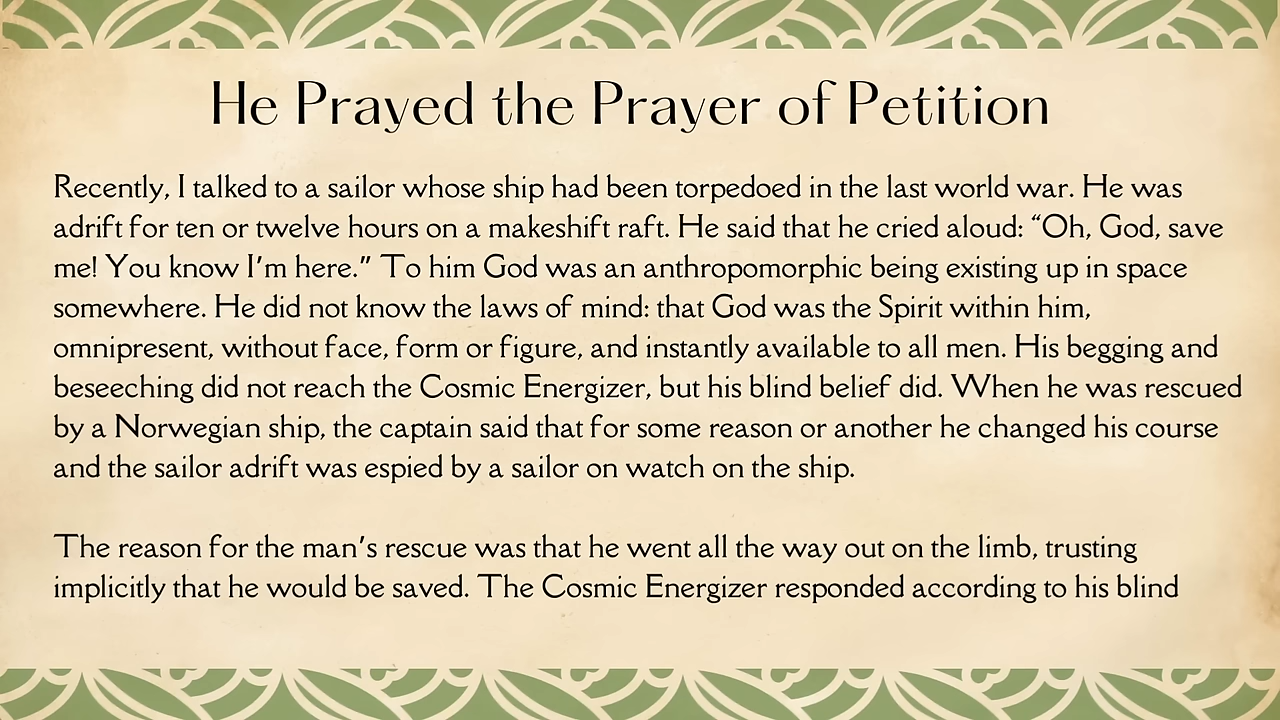 He Prayed the Prayer of Petition
Recently, I talked to a sailor whose ship had been torpedoed in the last world war. He was
adrift for ten or twelve hours on a makeshift raft. He said that he cried aloud: “Oh, God, save
me! You know I'm here.” To him God was an anthropomorphic being existing up in space
somewhere. He did not know the laws of mind: that God was the Spirit within him,
omnipresent, without face, form or figure, and instantly available to all men. His begging and
beseeching did not reach the Cosmic Energizer, but his blind belief did. When he was rescued
by a Norwegian ship, the captain said that for some reason or another he changed his course
and the sailor adrift was espied by a sailor on watch on the ship.
The reason for the man's rescue was that he went all the way out on the limb, trusting
implicitly that he would be saved. The Cosmic Energizer responded according to his blind